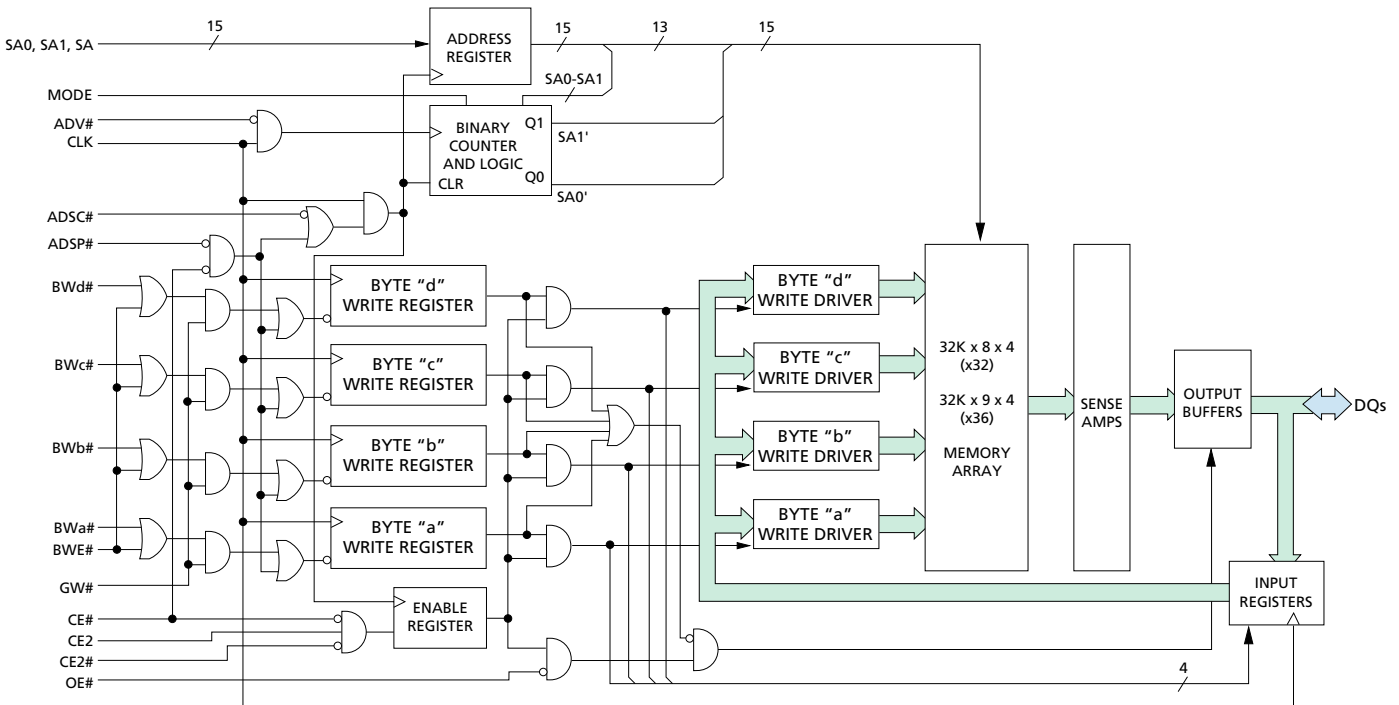 15
SA0, SA1, SA
ADDRESS
REGISTER
15
13
15
SA0-SA1
MODE
ADV#
CLK
BINARY
COUNTER
AND LOGIC
Q1
SA1'
Q0
CLR
SA0'
ADSC#
ADSP#
BWd#
BYTE “d”
WRITE REGISTER
BYTE “d”
WRITE DRIVER
BWc#
BYTE “c”
WRITE REGISTER
BYTE “c”
WRITE DRIVER
BWb#
BYTE “b”
WRITE REGISTER
BYTE “b”
WRITE DRIVER
BWa#
BWE#
BYTE “a”
WRITE REGISTER
BYTE “a”
WRITE DRIVER
32K x 8 x 4
(x32)
32K x 9 x 4
(x36)
MEMORY
ARRAY
SENSE
AMPS
OUTPUT
BUFFERS
DQs
GW#
CE#
CE2
CE2#
OE#
ENABLE
REGISTER
INPUT
REGISTERS
4